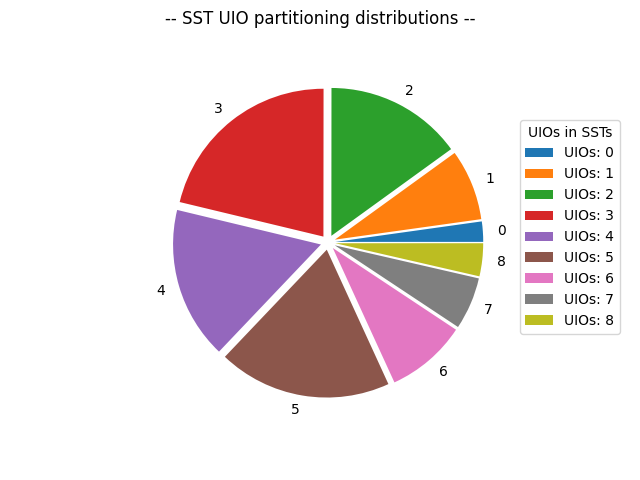 -- SST UIO partitioning distributions --
2
3
1
0
8
4
7
6
5
UIOs in SSTs
UIOs: 0
UIOs: 1
UIOs: 2
UIOs: 3
UIOs: 4
UIOs: 5
UIOs: 6
UIOs: 7
UIOs: 8